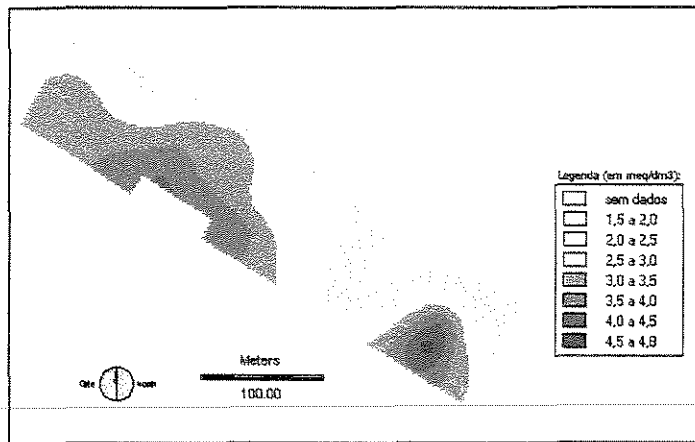 Legenda (em meq/dm3):
sem dados
1,5 a 2,0
2,0 a 2,5
2,5 a 3,0
3,0 a 3,5
3,5 a 4,0
4,0 a 4,5
4,5 a 4,8
Meters
100.00